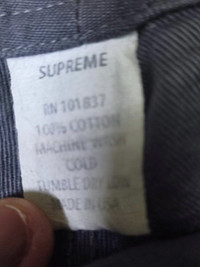 SUPREME
RN 101837
100% COTTON
MACHINE WASH
COLD
TUMBLE DRY LOW
MADE IN USA